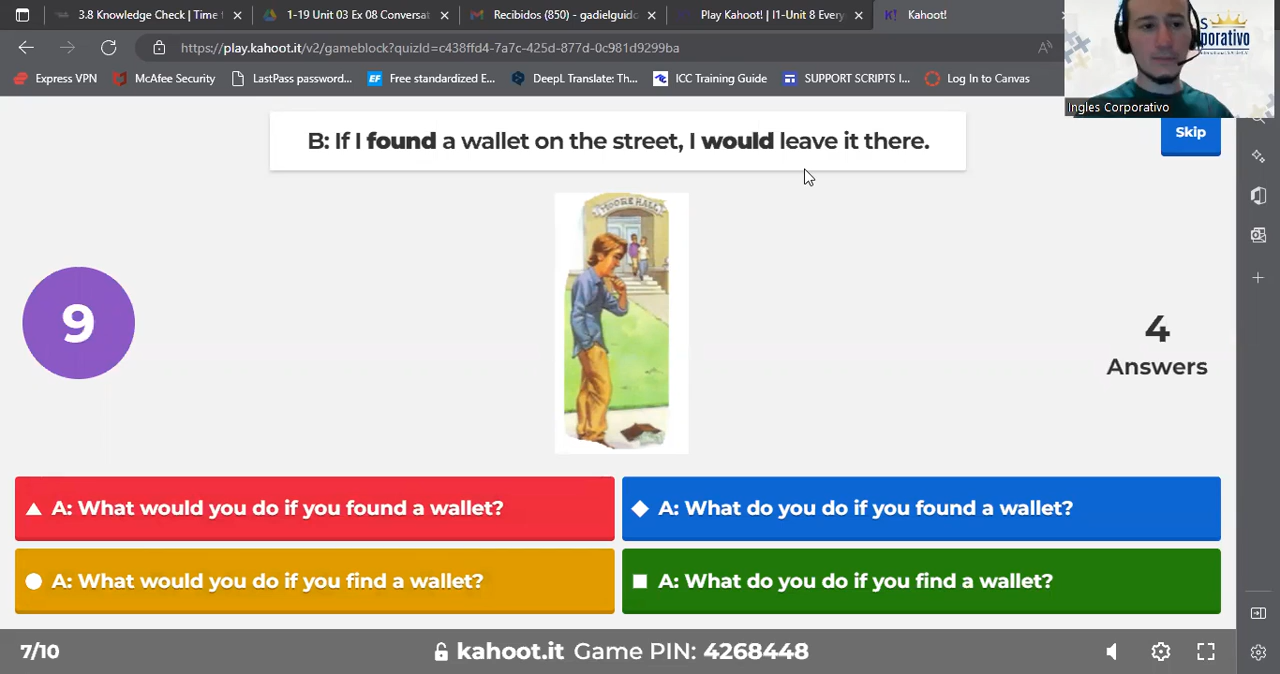 3.8 Knowledge Check | Time
1-19 Unit 03 Ex 08 Conversat
Recibidos (850) - gadielguido
Play Kahoot! | I1-Unit 8 Every
Kahoot!
https://play.kahoot.it/v2/gameblock?quizId=c438ffd4-7a7c-425d-877d-0c981d9299ba
Express VPN
McAfee Security
LastPass password...
EF Free standardized E...
DeepL Translate: Th...
ICC Training Guide
SUPPORT SCRIPTS I...
Log In to Canvas
s
rporativo
Ingles Corporativo
Skip
B: If I found a wallet on the street, I would leave it there.
MOORE HALL
9
4
Answers
A: What would you do if you found a wallet?
A: What do you do if you found a wallet?
A: What would you do if you find a wallet?
A: What do you do if you find a wallet?
7/10
kahoot.it Game PIN: 4268448